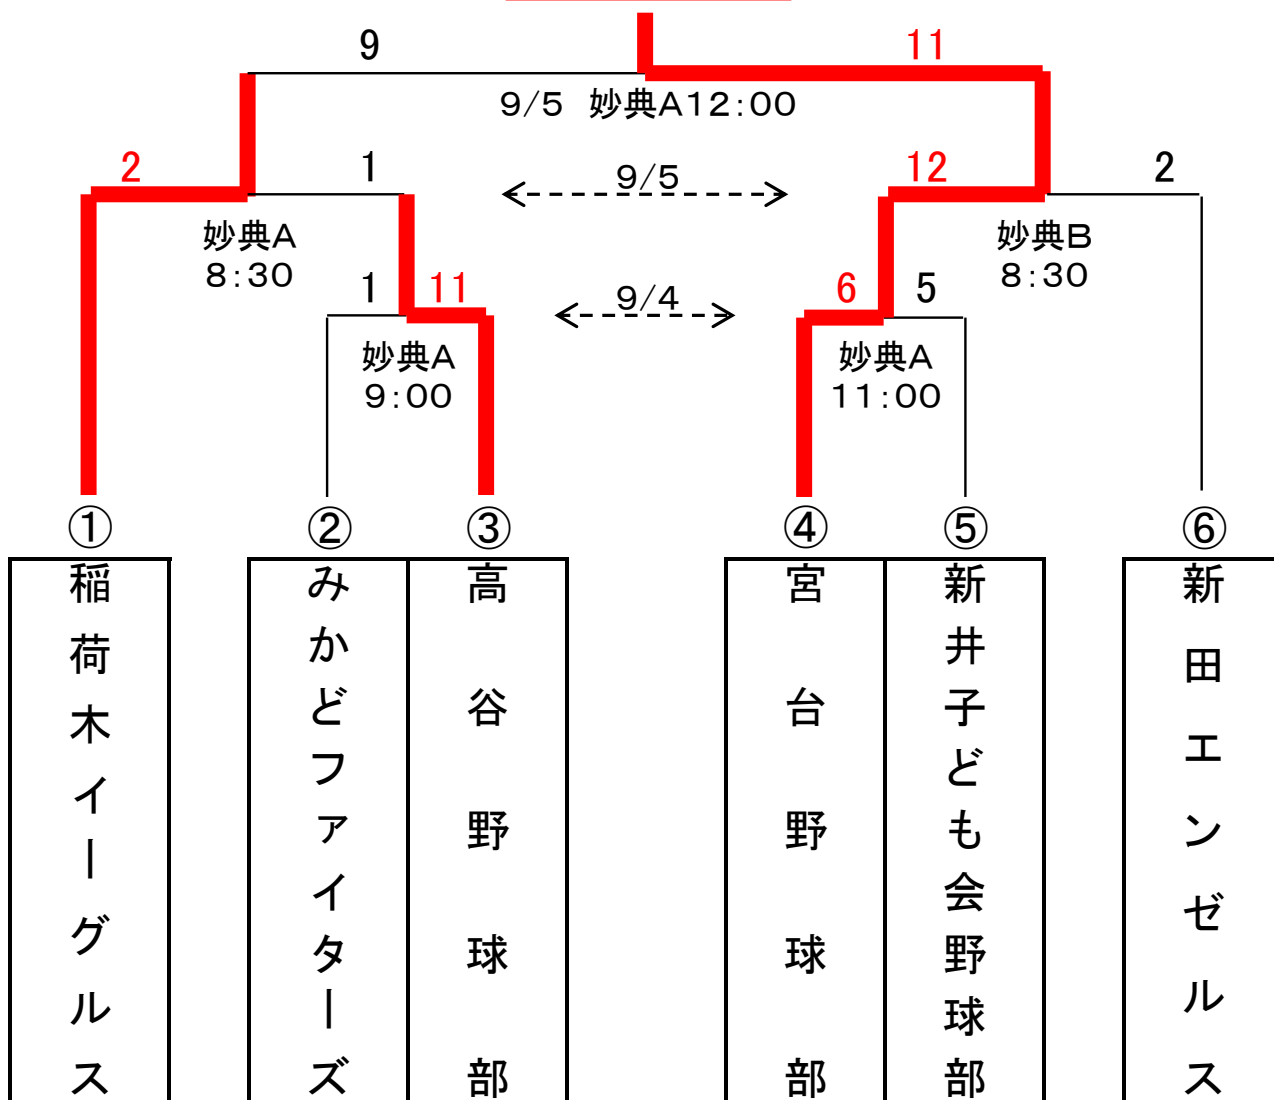 9
11
9/5 妙典A12:00
2
1
9/5
12
2
妙典A
8:30
妙典B
8:30
1
11
9/4
6
5
妙典A
9:00
妙典A
11:00
①
②
③
④
⑤
⑥
稲荷木イーグルス
みかどファイターズ
高谷野球部
宮台野球部
新井子ども会野球部
新田エンゼルス